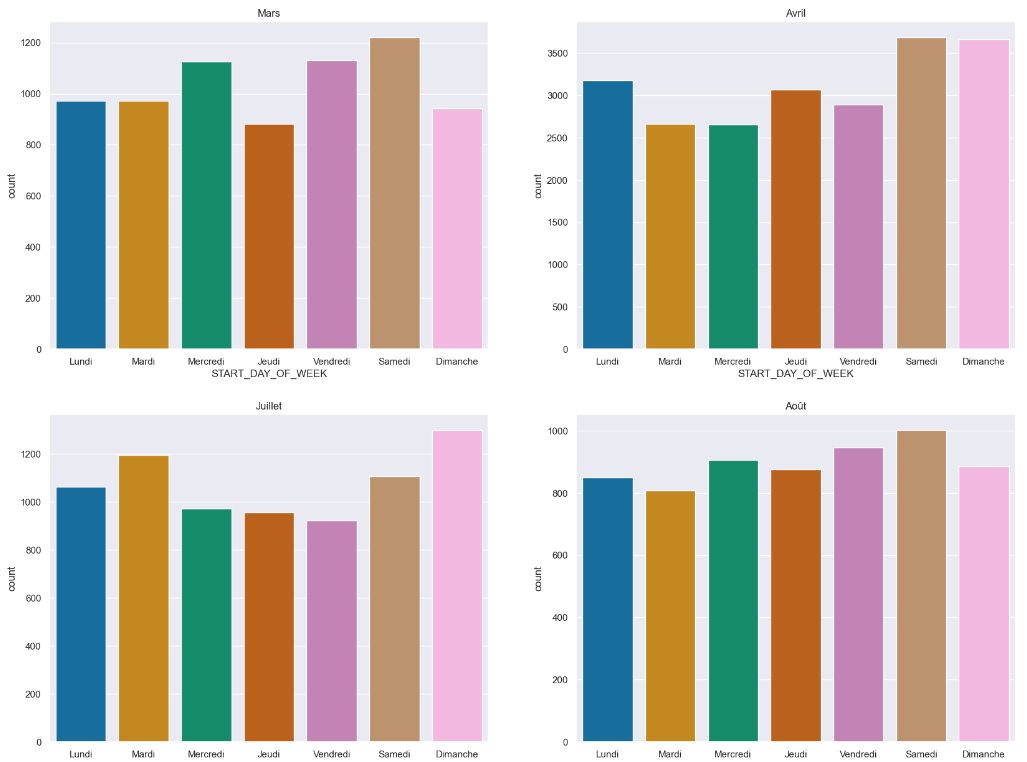 Mars
1200
1000
800
600
400
200
0
count
Lundi Mardi Mercredi Jeudi Vendredi Samedi Dimanche
START_DAY_OF_WEEK
Avril
3500
3000
2500
2000
1500
1000
500
0
count
Lundi Mardi Mercredi Jeudi Vendredi Samedi Dimanche
START_DAY_OF_WEEK
Juillet
1200
1000
800
600
400
200
0
count
Lundi Mardi Mercredi Jeudi Vendredi Samedi Dimanche
Août
1000
800
600
400
200
0
count
Lundi Mardi Mercredi Jeudi Vendredi Samedi Dimanche